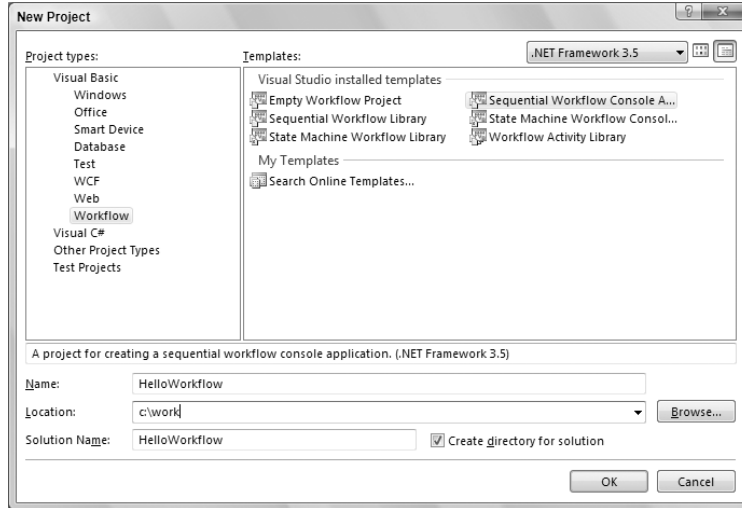 New Project
Project types:
Templates:
.NET Framework 3.5
Visual Basic
Windows
Office
Smart Device
Database
Test
WCF
Web
Workflow
Visual C#
Other Project Types
Test Projects
Visual Studio installed templates
Empty Workflow Project
Sequential Workflow Console A...
Sequential Workflow Library
State Machine Workflow Consol...
State Machine Workflow Library
Workflow Activity Library
My Templates
Search Online Templates...
A project for creating a sequential workflow console application. (.NET Framework 3.5)
Name:
HelloWorkflow
Location:
c:\work
Browse...
Solution Name:
HelloWorkflow
Create directory for solution
OK
Cancel